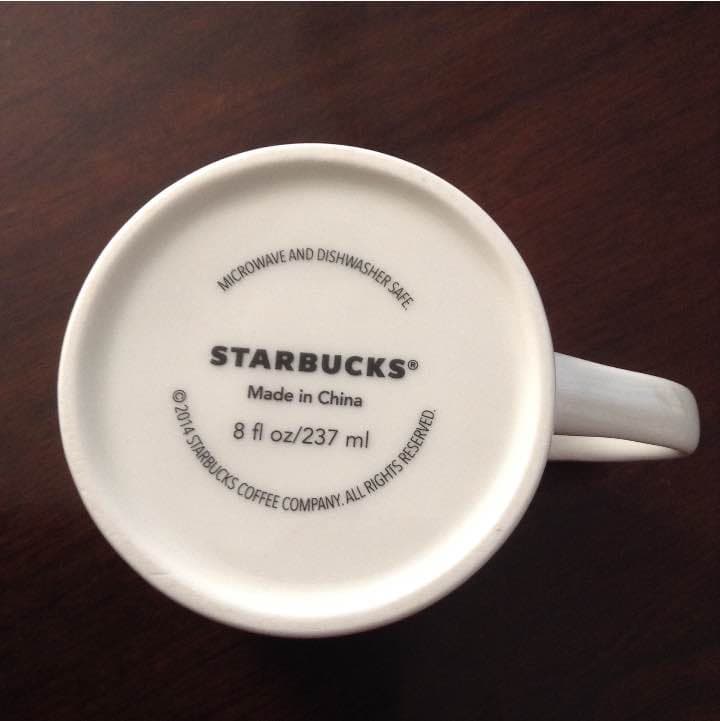 MICROWAVE AND DISHWASHER SAFE.
STARBUCKS®
Made in China
8 fl oz/237 ml
© 2014 STARBUCKS COFFEE COMPANY. ALL RIGHTS RESERVED.